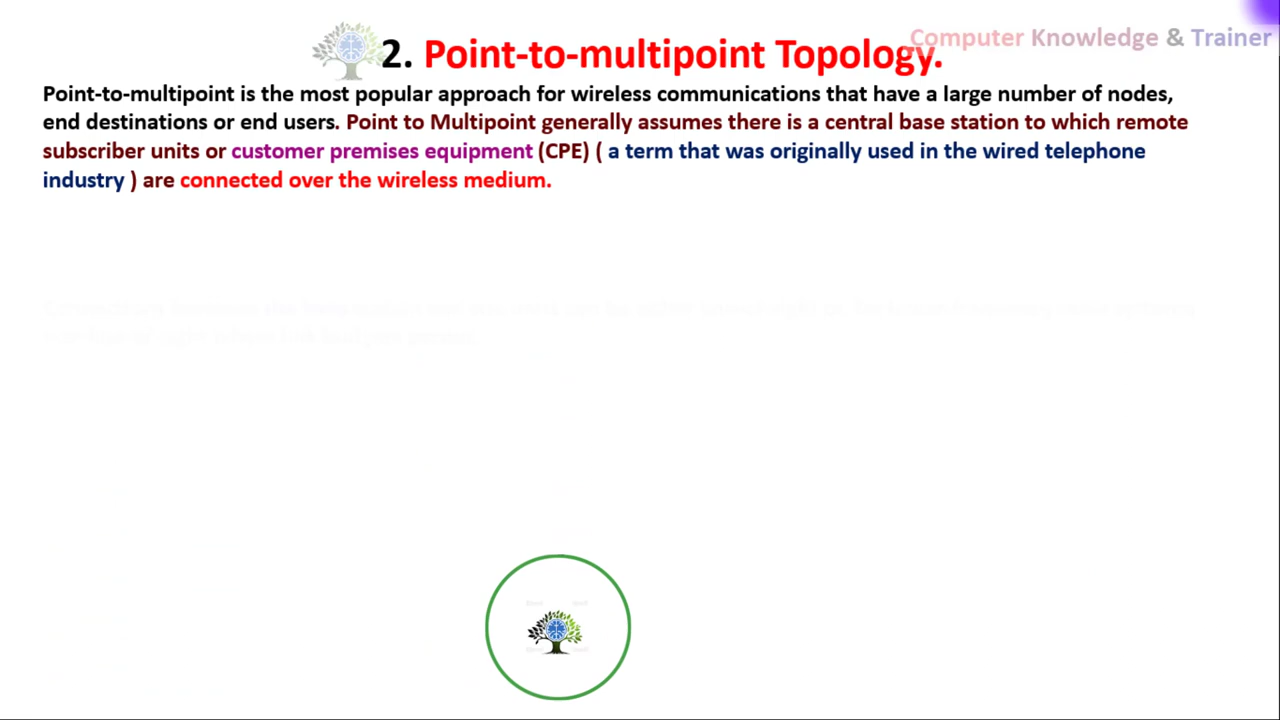 Computer Knowledge & Trainer
2. Point-to-multipoint Topology.
Point-to-multipoint is the most popular approach for wireless communications that have a large number of nodes,
end destinations or end users. Point to Multipoint generally assumes there is a central base station to which remote
subscriber units or customer premises equipment (CPE) ( a term that was originally used in the wired telephone
industry ) are connected over the wireless medium.